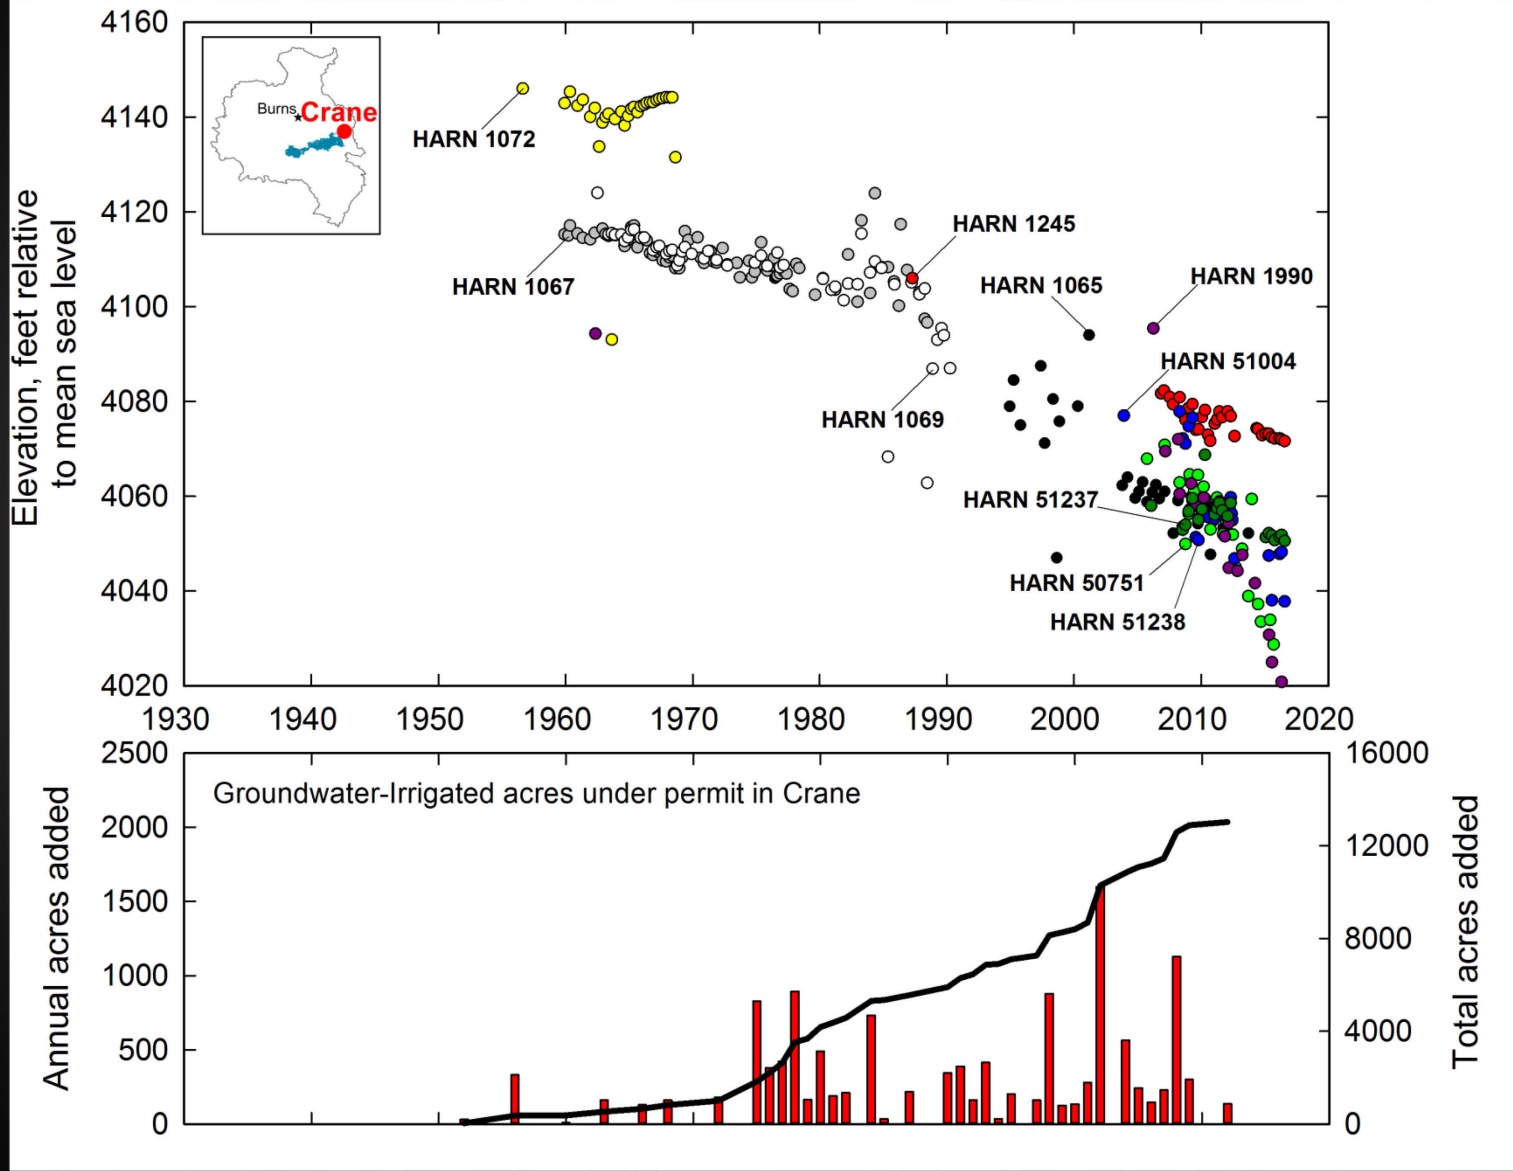 4160
4140
4120
4100
4080
4060
4040
4020
Elevation, feet relative
to mean sea level
Burns
Crane
HARN 1072
HARN 1067
HARN 1245
HARN 1065
HARN 1990
HARN 51004
HARN 1069
HARN 51237
HARN 50751
HARN 51238
1930 1940 1950 1960 1970 1980 1990 2000 2010 2020
2500
2000
1500
1000
500
0
Annual acres added
Groundwater-Irrigated acres under permit in Crane
16000
12000
8000
4000
0
Total acres added